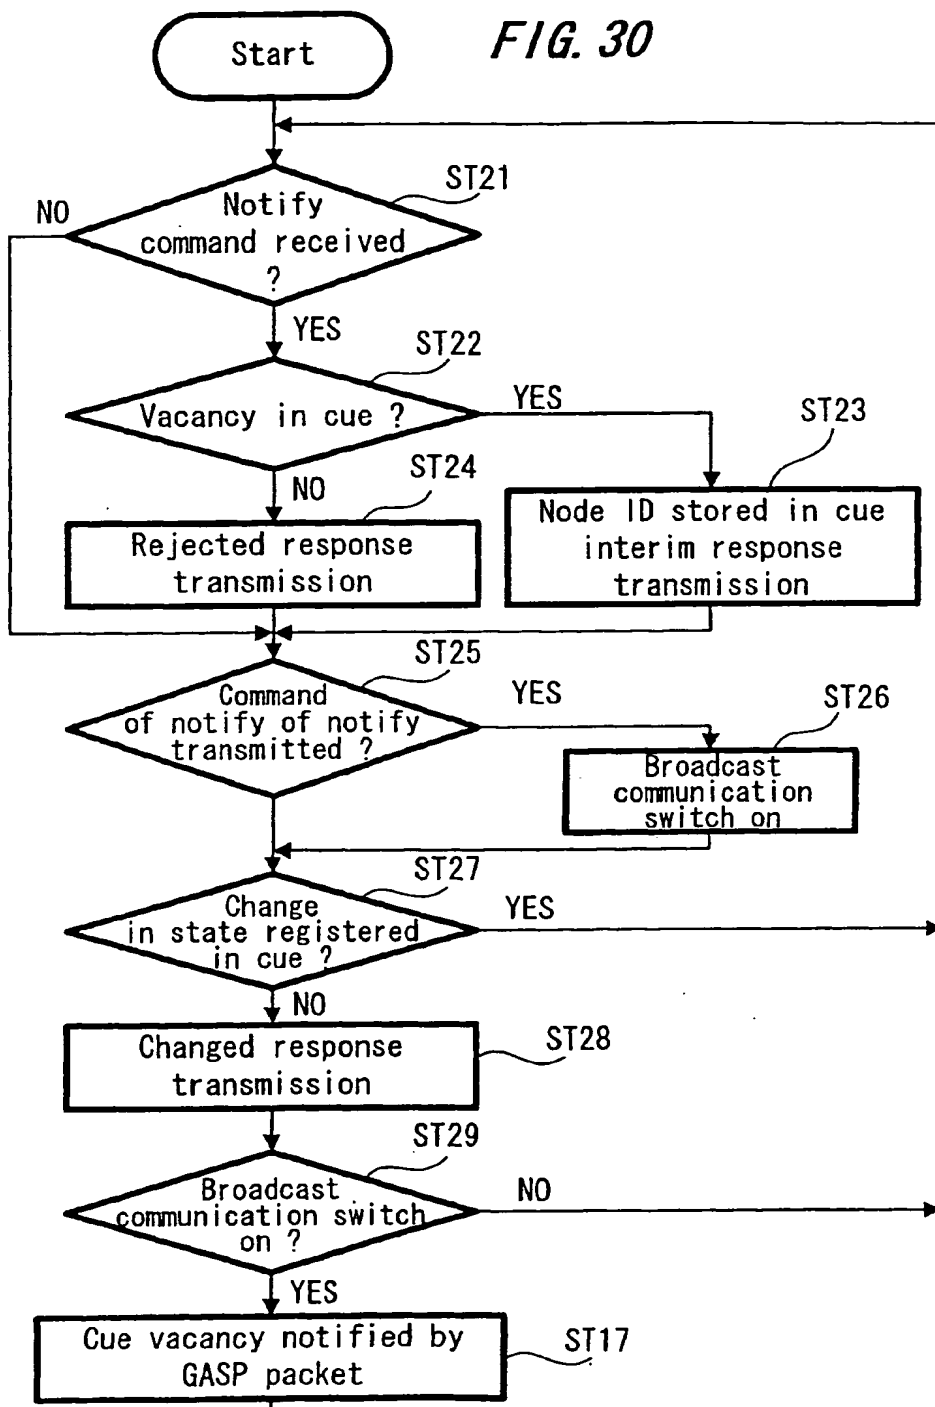 FIG. 30
Start
ST21
NO
Notify
command received
?
YES
ST22
Vacancy in cue ?
YES
ST23
NO
ST24
Node ID stored in cue
interim response
transmission
Rejected response
transmission
ST25
Command
of notify of notify
transmitted ?
YES
ST26
Broadcast
communication
switch on
ST27
Change
in state registered
in cue ?
YES
NO
Changed response
transmission
ST28
ST29
Broadcast
communication switch
on ?
NO
YES
Cue vacancy notified by
GASP packet
ST17